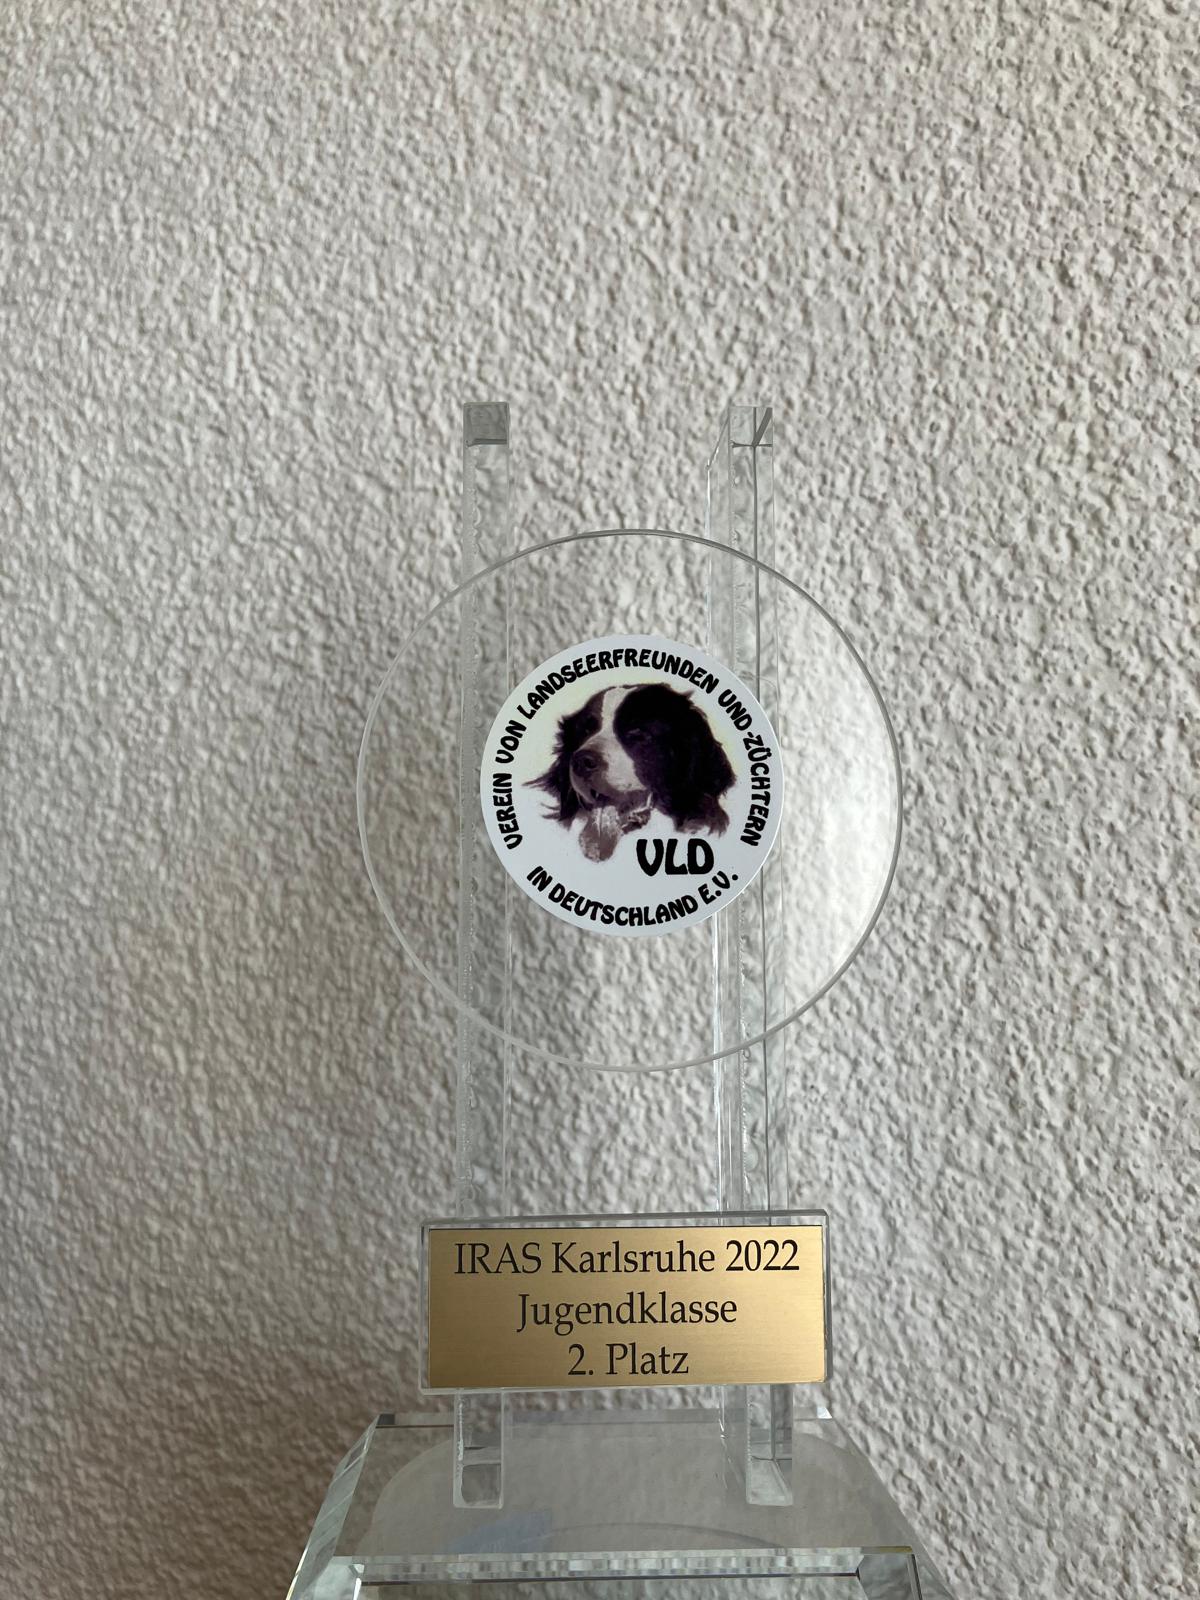 VEREIN VON LANDSEERFREUNDEN UND-ZÜCHTERN
VLD
IN DEUTSCHLAND E.V.
IRAS Karlsruhe 2022
Jugendklasse
2. Platz